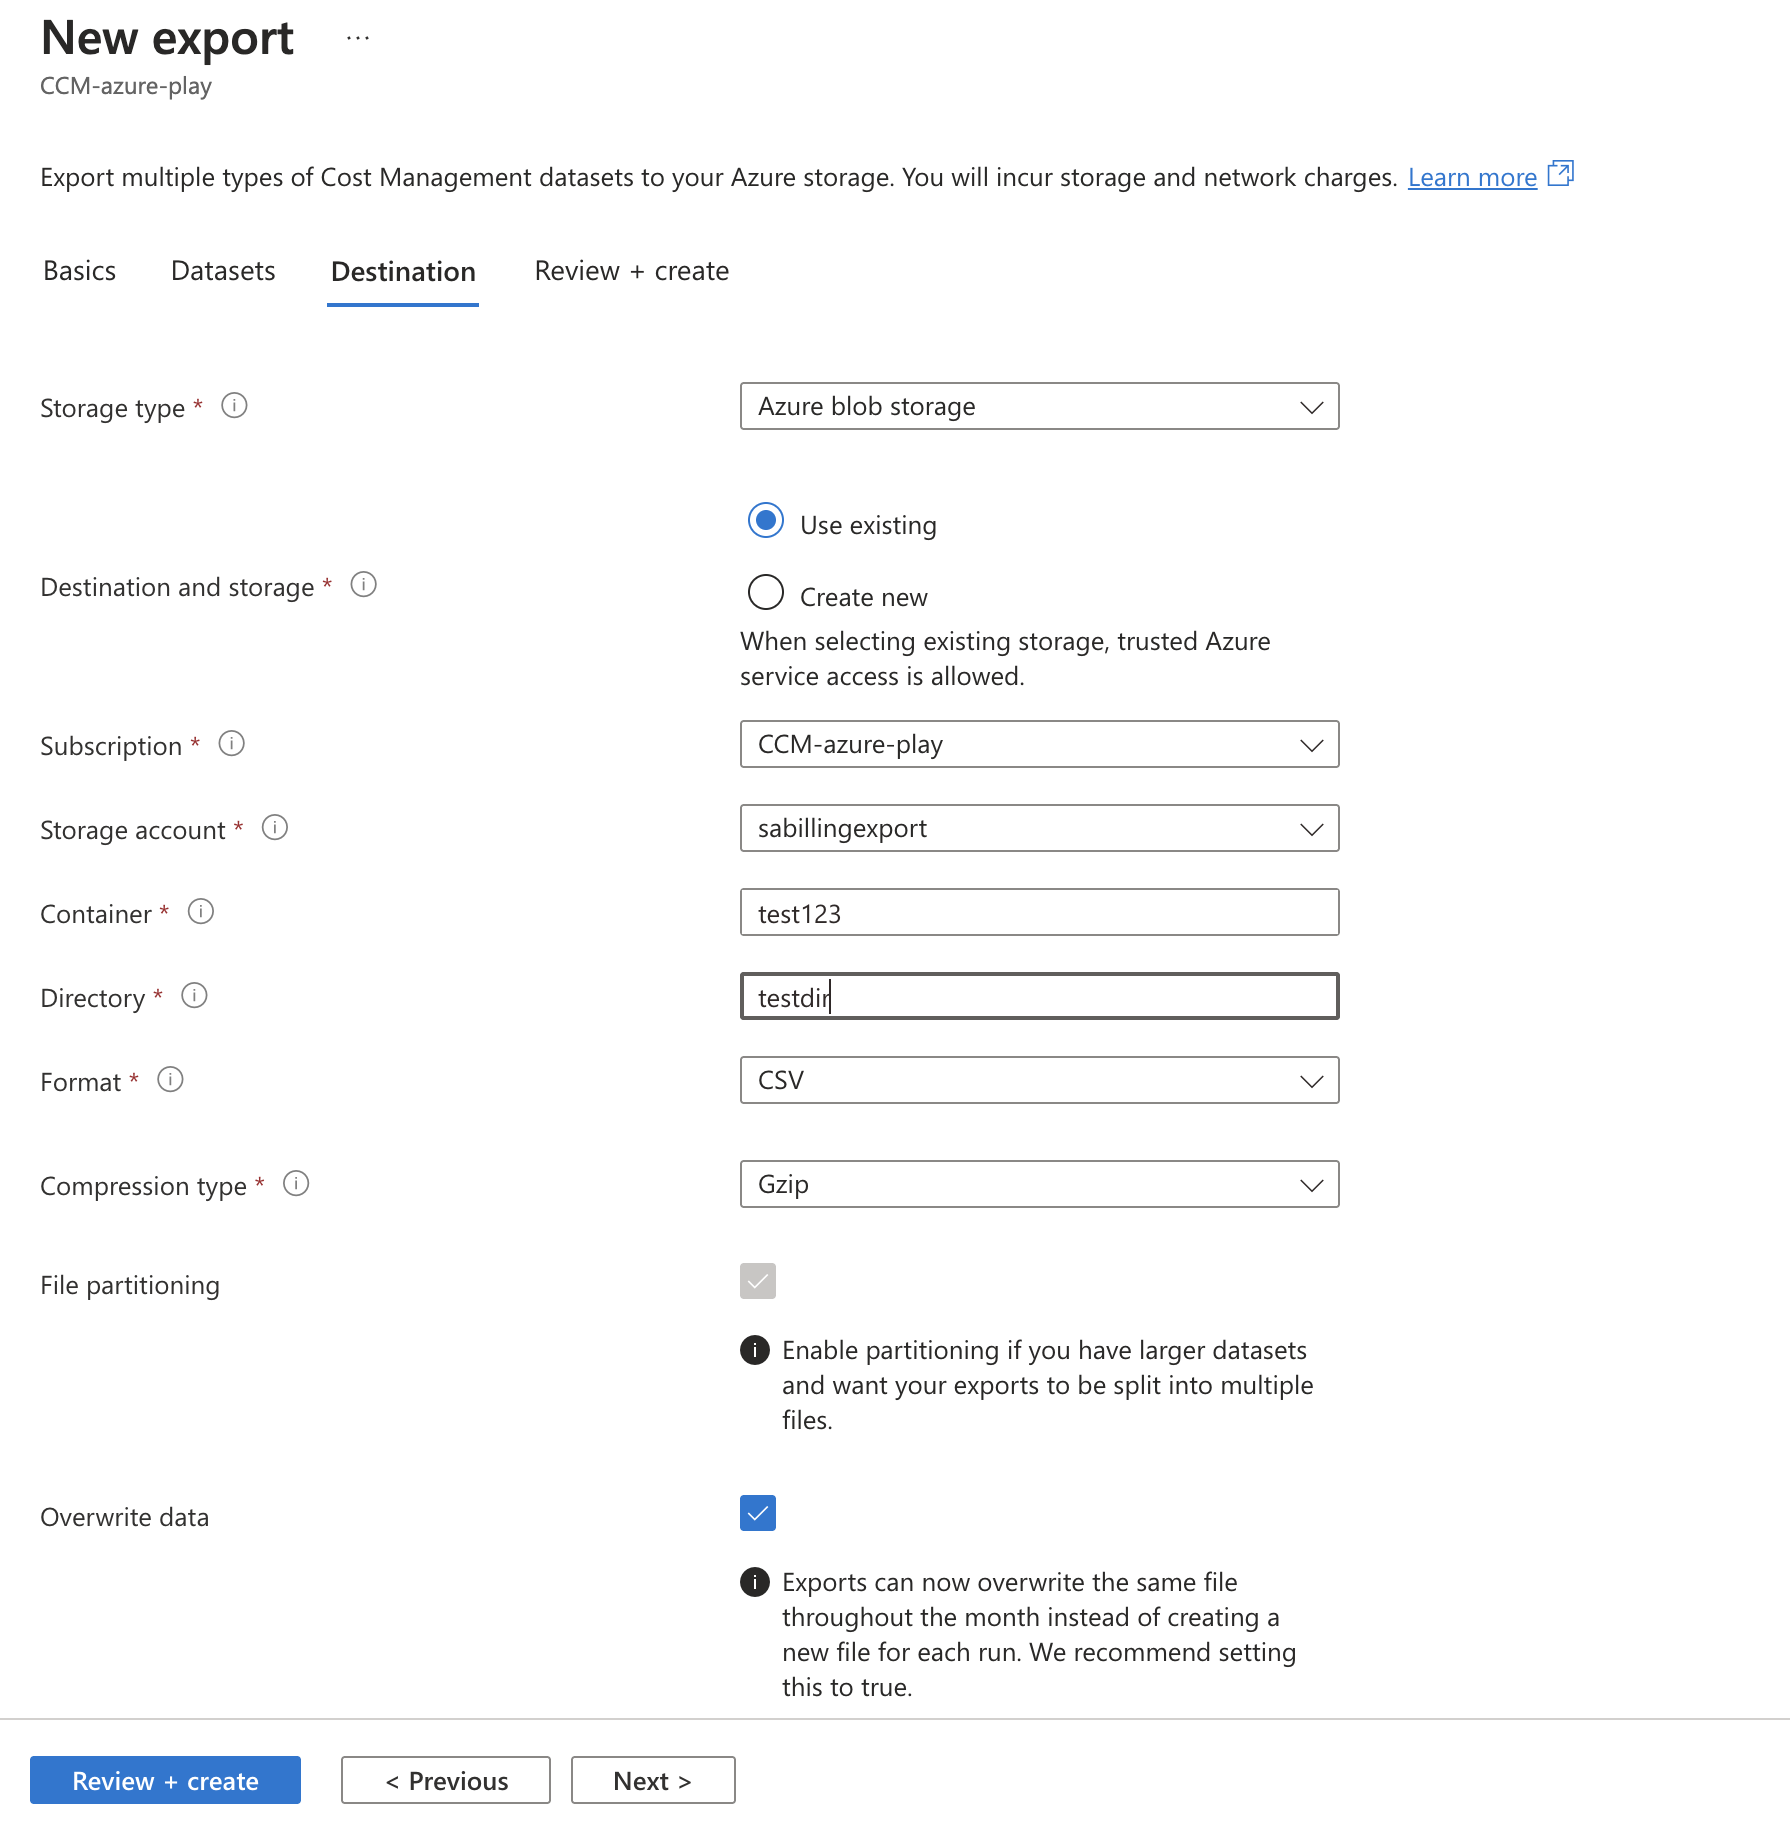 New export ...
CCM-azure-play
Export multiple types of Cost Management datasets to your Azure storage. You will incur storage and network charges. Learn more
Basics Datasets Destination Review + create
Storage type * Azure blob storage
Use existing
Destination and storage *
Create new
When selecting existing storage, trusted Azure
service access is allowed.
Subscription * CCM-azure-play
Storage account * sabillingexport
Container * test123
Directory * testdir
Format * CSV
Compression type * Gzip
File partitioning
Enable partitioning if you have larger datasets
and want your exports to be split into multiple
files.
Overwrite data
Exports can now overwrite the same file
throughout the month instead of creating a
new file for each run. We recommend setting
this to true.
Review + create < Previous Next >